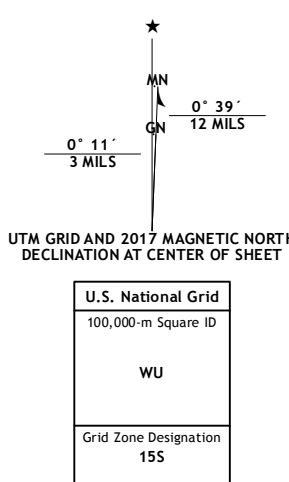 ★
MN
0° 39´
12 MILS
GN
0° 11´
3 MILS
UTM GRID AND 2017 MAGNETIC NORTH
DECLINATION AT CENTER OF SHEET
U.S. National Grid
100,000-m Square ID
WU
Grid Zone Designation
15S